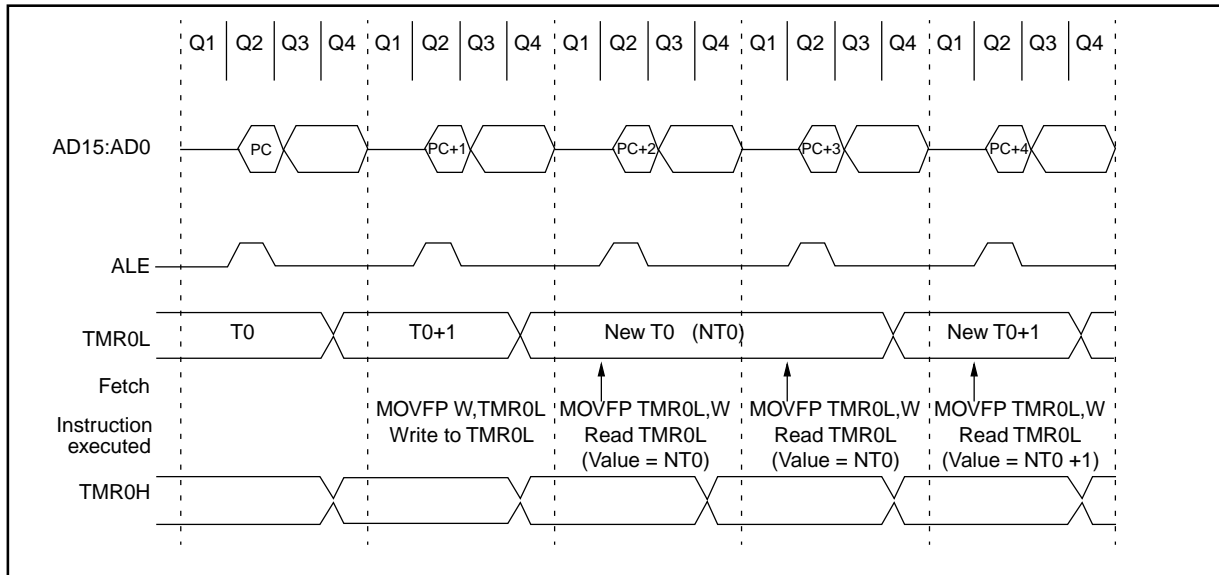 Q1 Q2 Q3 Q4 Q1 Q2 Q3 Q4 Q1 Q2 Q3 Q4 Q1 Q2 Q3 Q4 Q1 Q2 Q3 Q4
AD15:AD0 PC PC+1 PC+2 PC+3 PC+4
ALE
TMR0L T0 T0+1 New T0 (NT0) New T0+1
Fetch
Instruction
executed
MOVFP W,TMR0L
Write to TMR0L
MOVFP TMR0L,W
Read TMR0L
(Value = NT0)
MOVFP TMR0L,W
Read TMR0L
(Value = NT0)
MOVFP TMR0L,W
Read TMR0L
(Value = NT0 +1)
TMR0H